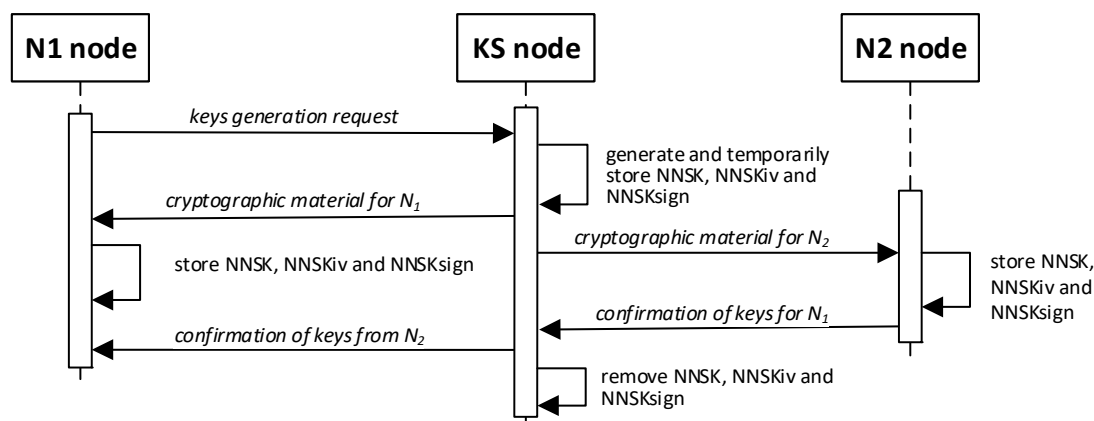 N1 node
KS node
N2 node
keys generation request
generate and temporarily
store NNSK, NNSKiv and
NNSKsign
cryptographic material for N₁
cryptographic material for N₂
store NNSK, NNSKiv and NNSKsign
store NNSK,
NNSKiv and
NNSKsign
confirmation of keys for N₁
confirmation of keys from N₂
remove NNSK, NNSKiv and
NNSKsign